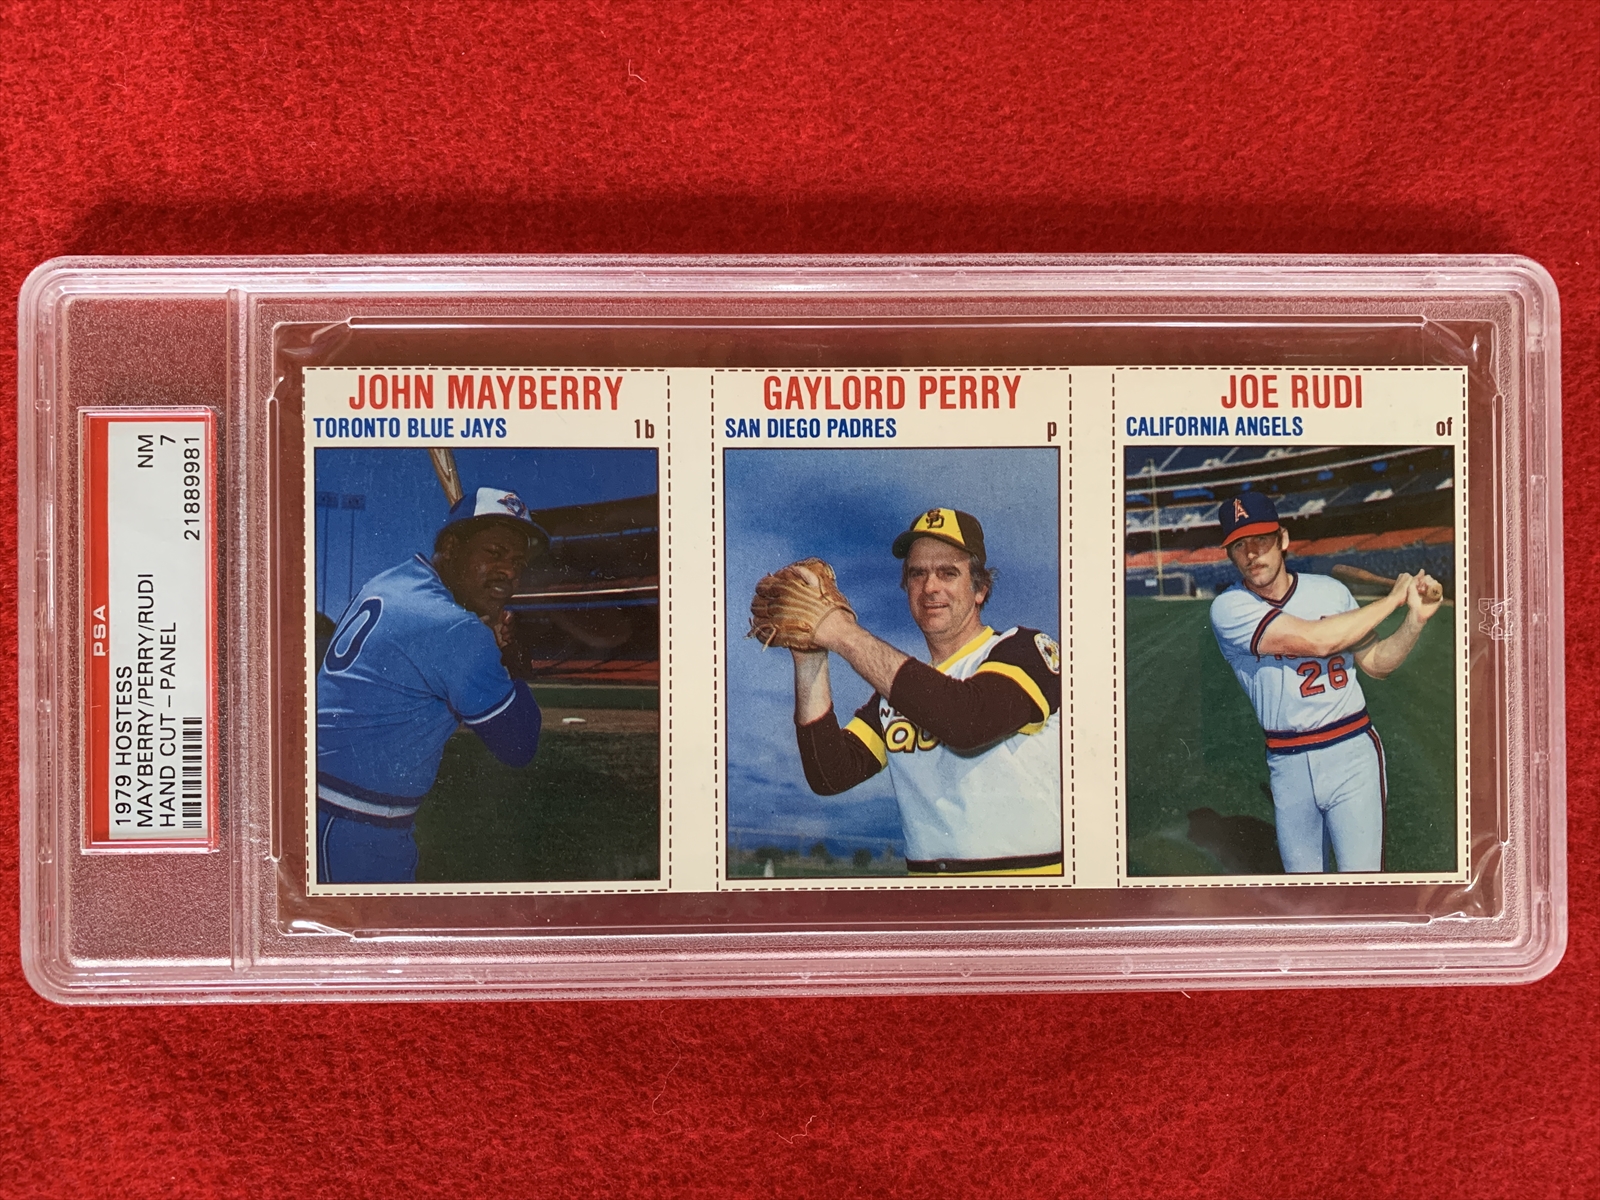 PSA
1979 HOSTESS
MAYBERRY/PERRY/RUDI NM
HAND CUT-PANEL 7
21889981
JOHN MAYBERRY
TORONTO BLUE JAYS 1b
0
GAYLORD PERRY
SAN DIEGO PADRES p
SD
JOE RUDI
CALIFORNIA ANGELS of
A
26